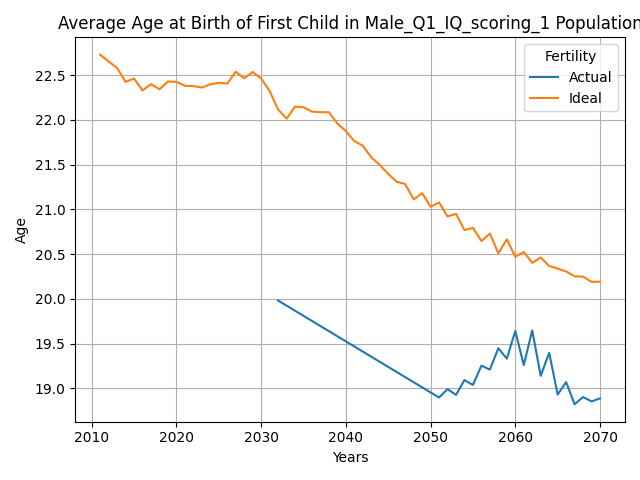 Average Age at Birth of First Child in Male_Q1_IQ_scoring_1 Population
Fertility
Actual
Ideal
22.5
22.0
21.5
21.0
20.5
20.0
19.5
19.0
Age
2010 2020 2030 2040 2050 2060 2070
Years